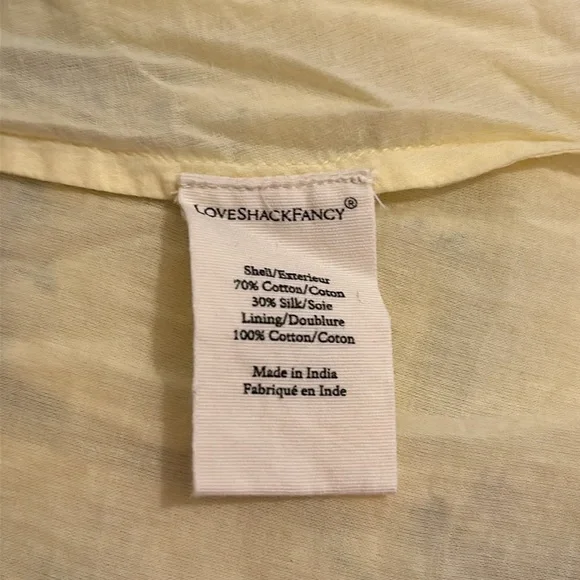 LOVESHACKFANCY®
Shell/Exterieur
70% Cotton/Coton
30% Silk/Soie
Lining/Doublure
100% Cotton/Coton
Made in India
Fabriqué en Inde